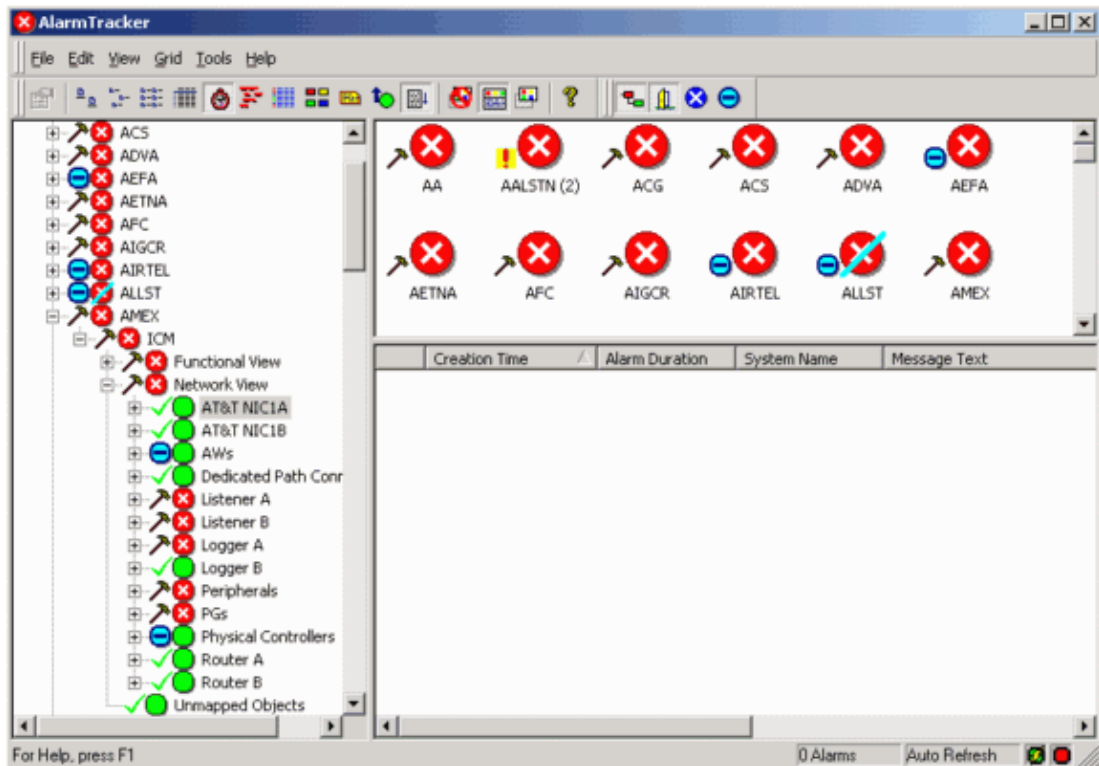 AlarmTracker
File Edit View Grid Tools Help
ACS
ADVA
AEFA
AETNA
AFC
AIGCR
AIRTEL
ALLST
AMEX
ICM
Functional View
Network View
AT&T NIC1A
AT&T NIC1B
AWs
Dedicated Path Conr
Listener A
Listener B
Logger A
Logger B
Peripherals
PGs
Physical Controllers
Router A
Router B
Unmapped Objects
AA AALSTN (2) ACG ACS ADVA AEFA
AETNA AFC AIGCR AIRTEL ALLST AMEX
Creation Time Alarm Duration System Name Message Text
For Help, press F1 0 Alarms Auto Refresh